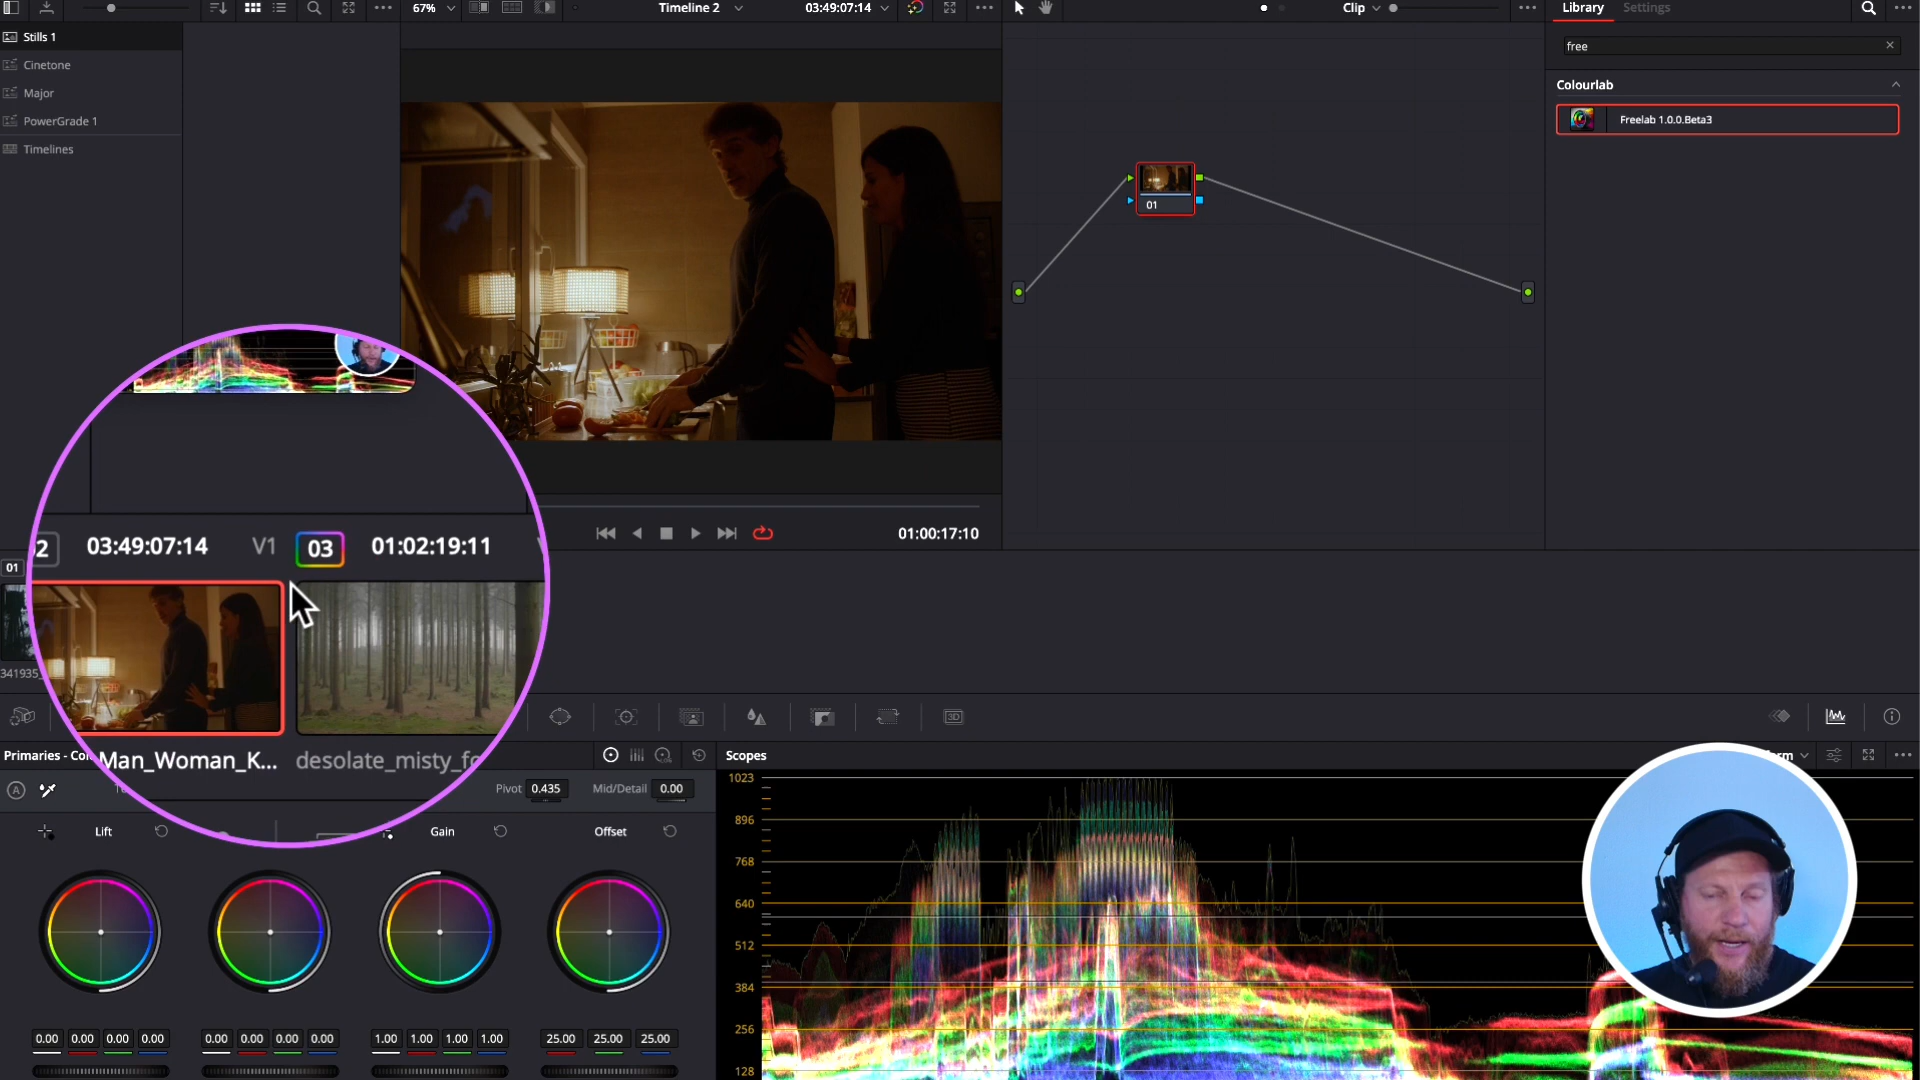 67%
Timeline 2
03:49:07:14
Clip
Library
Settings
Stills 1
free
Cinetone
Colourlab
Major
Freelab 1.0.0.Beta3
PowerGrade 1
Timelines
01
01:00:17:10
2
03:49:07:14
V1
03
01:02:19:11
01
341935
Man_Woman_K...
desolate_misty_fo
3D
Primaries - Co
Scopes
rm
A
Pivot
0.435
Mid/Detail
0.00
Lift
Gain
Offset
1023
896
768
640
512
384
256
128
0.00
0.00
0.00
0.00
0.00
0.00
0.00
0.00
1.00
1.00
1.00
1.00
25.00
25.00
25.00